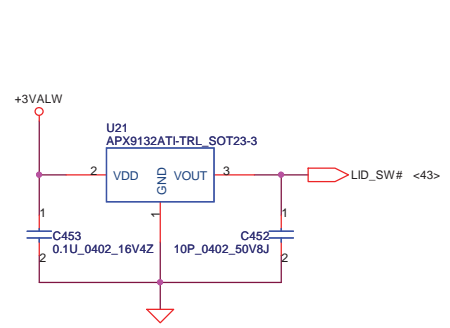 +3VALW
U21
APX9132ATI-TRL_SOT23-3
2 VDD GND VOUT 3
1
LID_SW# <43>
1 C453
0.1U_0402_16V4Z
2
1 C452
10P_0402_50V8J
2